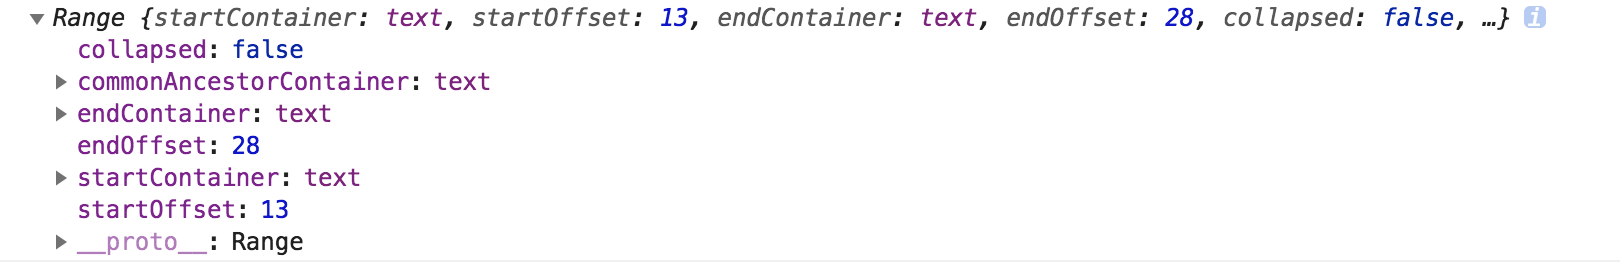 Range {startContainer: text, startOffset: 13, endContainer: text, endOffset: 28, collapsed: false, …} i
collapsed: false
commonAncestorContainer: text
endContainer: text
endOffset: 28
startContainer: text
startOffset: 13
__proto__: Range